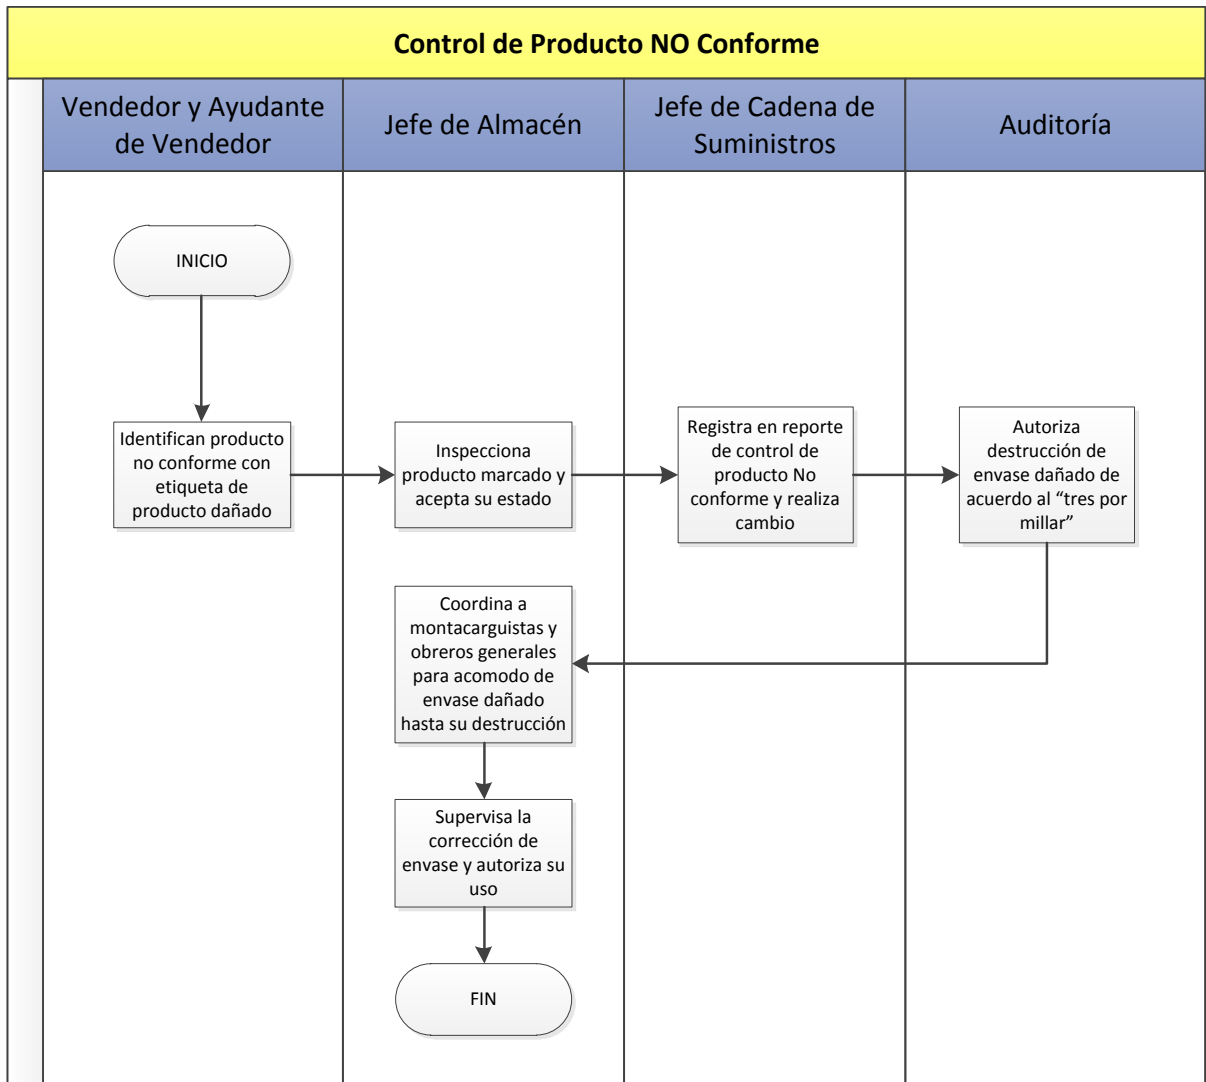 Control de Producto NO Conforme
Vendedor y Ayudante
de Vendedor
Jefe de Almacén
Jefe de Cadena de
Suministros
Auditoría
INICIO
Identifican producto
no conforme con
etiqueta de
producto dañado
Inspecciona
producto marcado y
acepta su estado
Registra en reporte
de control de
producto No
conforme y realiza
cambio
Autoriza
destrucción de
envase dañado de
acuerdo al “tres por
millar”
Coordina a
montacarguistas y
obreros generales
para acomodo de
envase dañado
hasta su destrucción
Supervisa la
corrección de
envase y autoriza su
uso
FIN